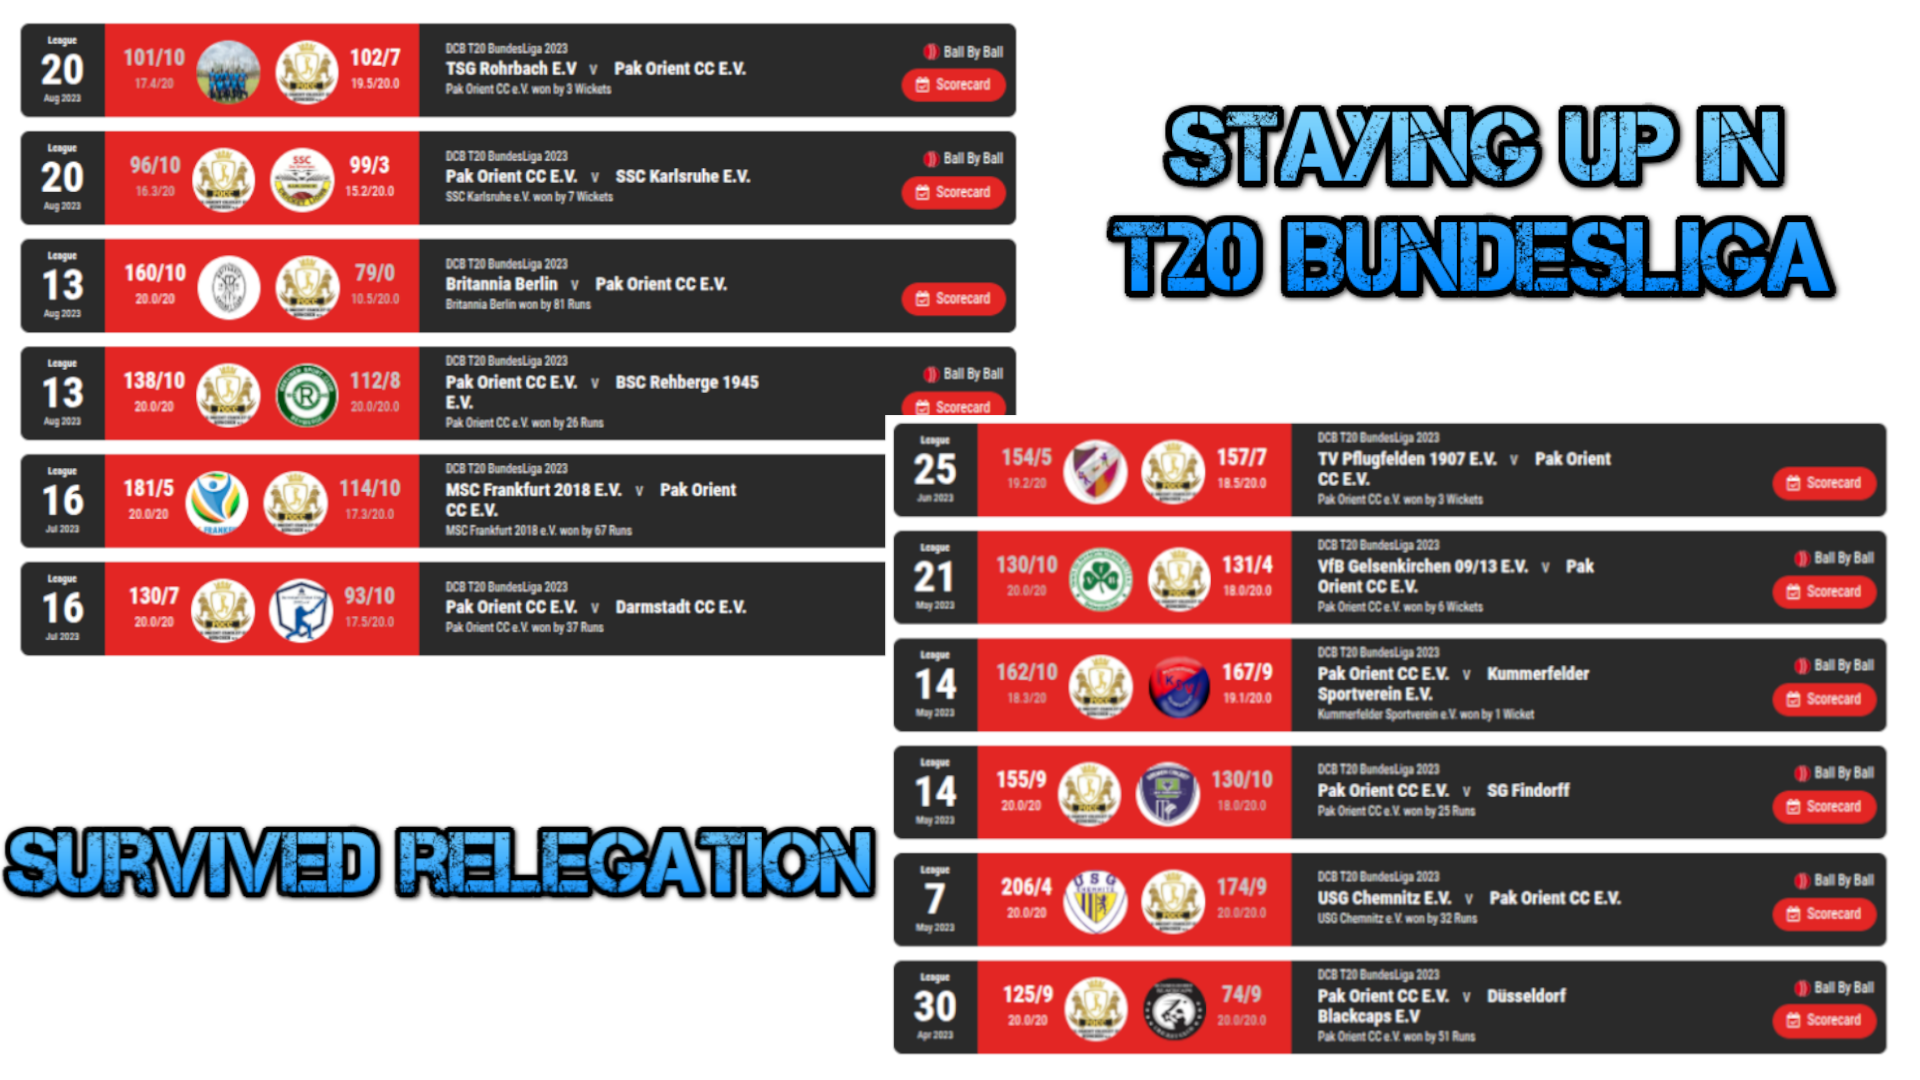 League
20
Aug 2023
101/10
17.4/20
102/7
19.5/20.0
DCB T20 BundesLiga 2023
TSG Rohrbach E.V v Pak Orient CC E.V.
Pak Orient CC e.V. won by 3 Wickets
Ball By Ball
Scorecard
League
20
Aug 2023
96/10
16.3/20
SSC
99/3
15.2/20.0
DCB T20 BundesLiga 2023
Pak Orient CC E.V. v SSC Karlsruhe E.V.
SSC Karlsruhe e.V. won by 7 Wickets
Ball By Ball
Scorecard
League
13
Aug 2023
160/10
20.0/20
79/0
10.5/20.0
DCB T20 BundesLiga 2023
Britannia Berlin v Pak Orient CC E.V.
Britannia Berlin won by 81 Runs
Scorecard
League
13
Aug 2023
138/10
20.0/20
R
112/8
20.0/20.0
DCB T20 BundesLiga 2023
Pak Orient CC E.V. v BSC Rehberge 1945
E.V.
Pak Orient CC e.V. won by 26 Runs
Ball By Ball
Scorecard
League
16
Jul 2023
181/5
20.0/20
114/10
17.3/20.0
DCB T20 BundesLiga 2023
MSC Frankfurt 2018 E.V. v Pak Orient
CC E.V.
MSC Frankfurt 2018 e.V. won by 67 Runs
League
16
Jul 2023
130/7
20.0/20
93/10
17.5/20.0
DCB T20 BundesLiga 2023
Pak Orient CC E.V. v Darmstadt CC E.V.
Pak Orient CC e.V. won by 37 Runs
STAYING UP IN
T20 BUNDESLIGA
SURVIVED RELEGATION
League
25
Jun 2023
154/5
19.2/20
157/7
18.5/20.0
DCB T20 BundesLiga 2023
TV Pflugfelden 1907 E.V. v Pak Orient
CC E.V.
Pak Orient CC e.V. won by 3 Wickets
Scorecard
League
21
May 2023
130/10
20.0/20
131/4
18.0/20.0
DCB T20 BundesLiga 2023
VfB Gelsenkirchen 09/13 E.V. v Pak
Orient CC E.V.
Pak Orient CC e.V. won by 6 Wickets
Ball By Ball
Scorecard
League
14
May 2023
162/10
18.3/20
167/9
19.1/20.0
DCB T20 BundesLiga 2023
Pak Orient CC E.V. v Kummerfelder
Sportverein E.V.
Kummerfelder Sportverein e.V. won by 1 Wicket
Ball By Ball
Scorecard
League
14
May 2023
155/9
20.0/20
130/10
18.0/20.0
DCB T20 BundesLiga 2023
Pak Orient CC E.V. v SG Findorff
Pak Orient CC e.V. won by 25 Runs
Ball By Ball
Scorecard
League
7
May 2023
206/4
20.0/20
USG
CHEMNITZ
174/9
20.0/20.0
DCB T20 BundesLiga 2023
USG Chemnitz E.V. v Pak Orient CC E.V.
USG Chemnitz e.V. won by 32 Runs
Ball By Ball
Scorecard
League
30
Apr 2023
125/9
20.0/20
74/9
20.0/20.0
DCB T20 BundesLiga 2023
Pak Orient CC E.V. v Düsseldorf
Blackcaps E.V
Pak Orient CC e.V. won by 51 Runs
Ball By Ball
Scorecard